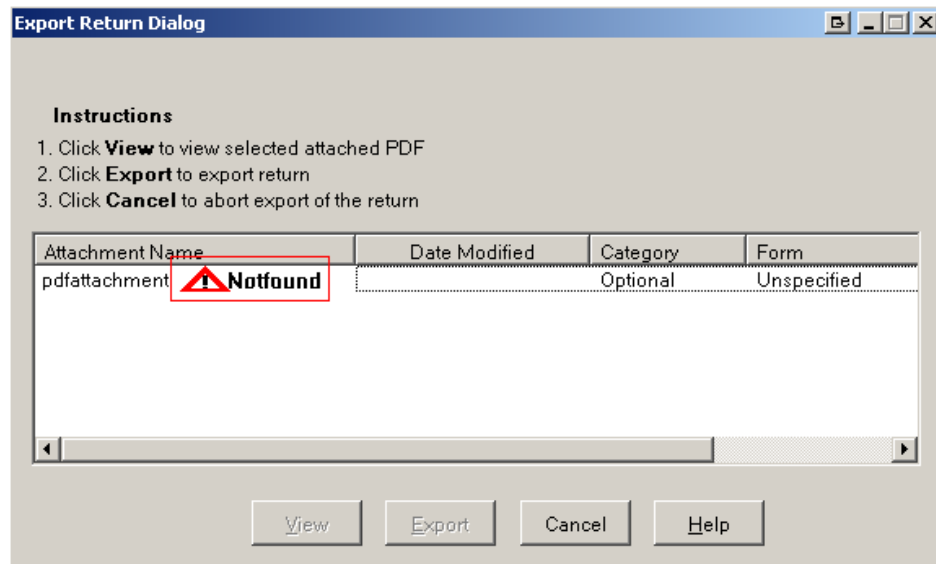 Export Return Dialog
Instructions
1. Click View to view selected attached PDF
2. Click Export to export return
3. Click Cancel to abort export of the return
Attachment Name Date Modified Category Form
pdfattachment ! Notfound Optional Unspecified
View Export Cancel Help